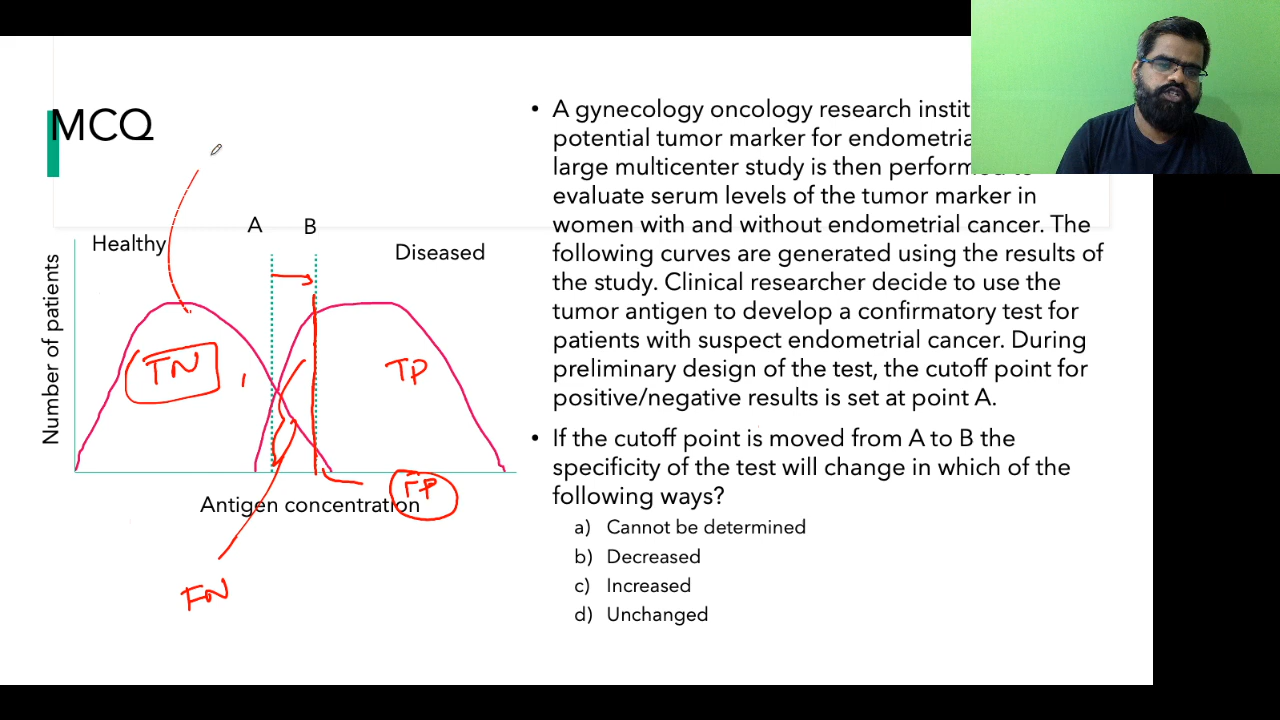 MCQ
A
B
Healthy
Diseased
Number of patients
TN
TP
FP
Antigen concentration
FN
• A gynecology oncology research
potential tumor marker for
large multicenter study is then performed to
evaluate serum levels of the tumor marker in
women with and without endometrial cancer. The
following curves are generated using the results of
the study. Clinical researcher decide to use the
tumor antigen to develop a confirmatory test for
patients with suspect endometrial cancer. During
preliminary design of the test, the cutoff point for
positive/negative results is set at point A.
• If the cutoff point is moved from A to B the
specificity of the test will change in which of the
following ways?
a) Cannot be determined
b) Decreased
c) Increased
d) Unchanged